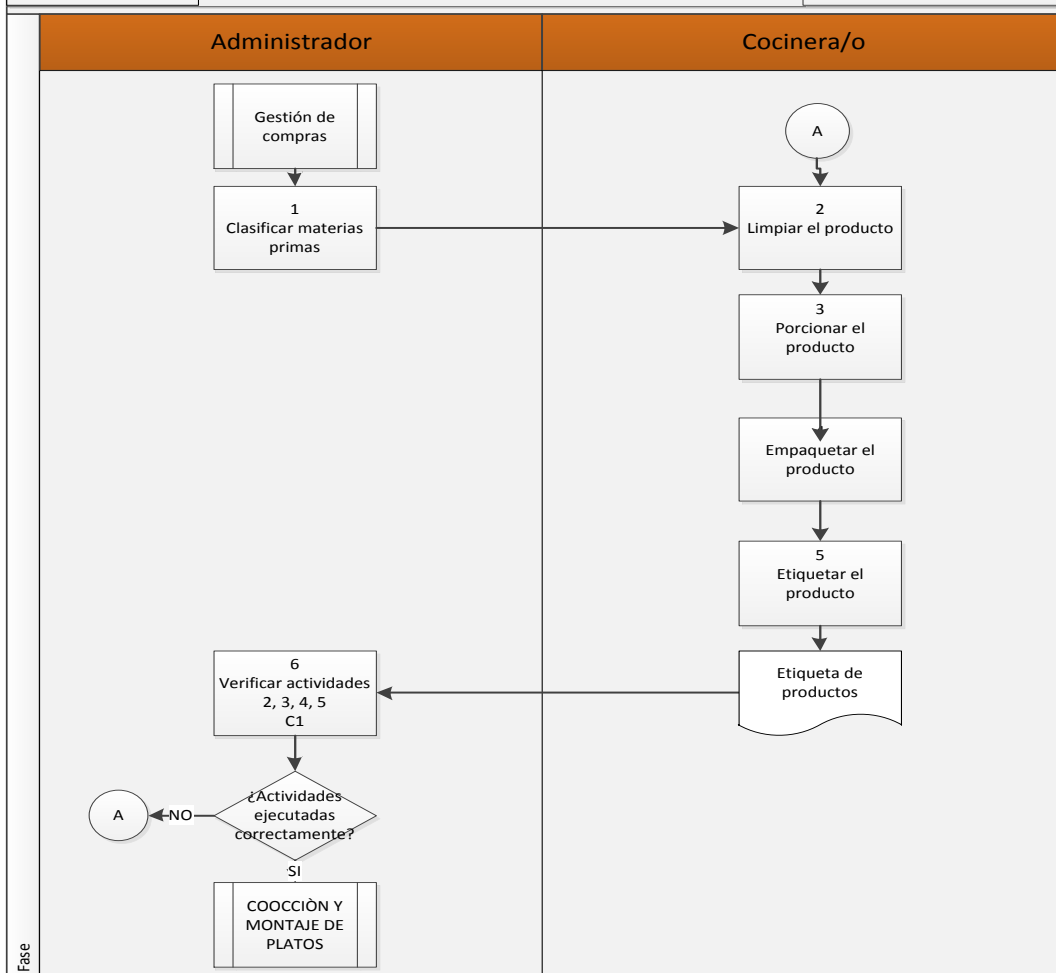 Administrador
Cocinera/o
Gestión de
compras
A
1
Clasificar materias
primas
2
Limpiar el producto
3
Porcionar el
producto
Empaquetar el
producto
5
Etiquetar el
producto
Etiqueta de
productos
6
Verificar actividades
2, 3, 4, 5
C1
¿Actividades
ejecutadas
correctamente?
NO
A
SI
COOCCIÒN Y
MONTAJE DE
PLATOS
Fase